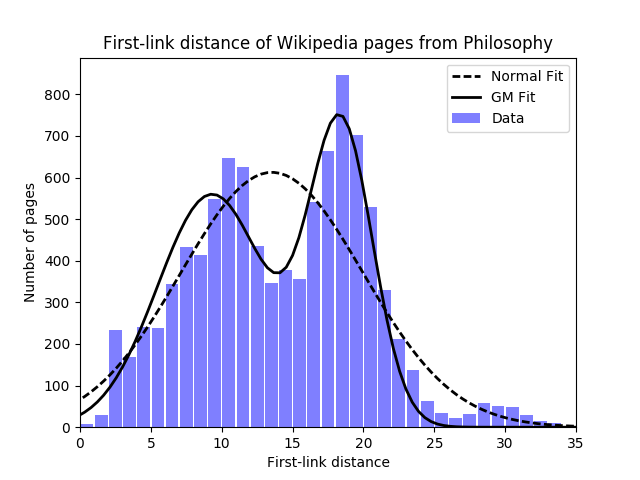 First-link distance of Wikipedia pages from Philosophy
Normal Fit
GM Fit
Data
Number of pages
800
700
600
500
400
300
200
100
0
0 5 10 15 20 25 30 35
First-link distance